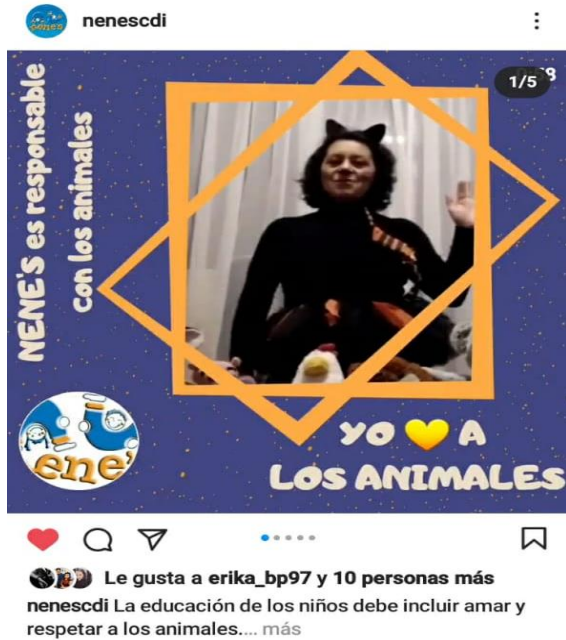 nenescdi
1/5
NENE'S es responsable
con los animales
ene'
YO 💛 A
LOS ANIMALES
Le gusta a erika_bp97 y 10 personas más
nenescdi La educación de los niños debe incluir amar y
respetar a los animales.... más